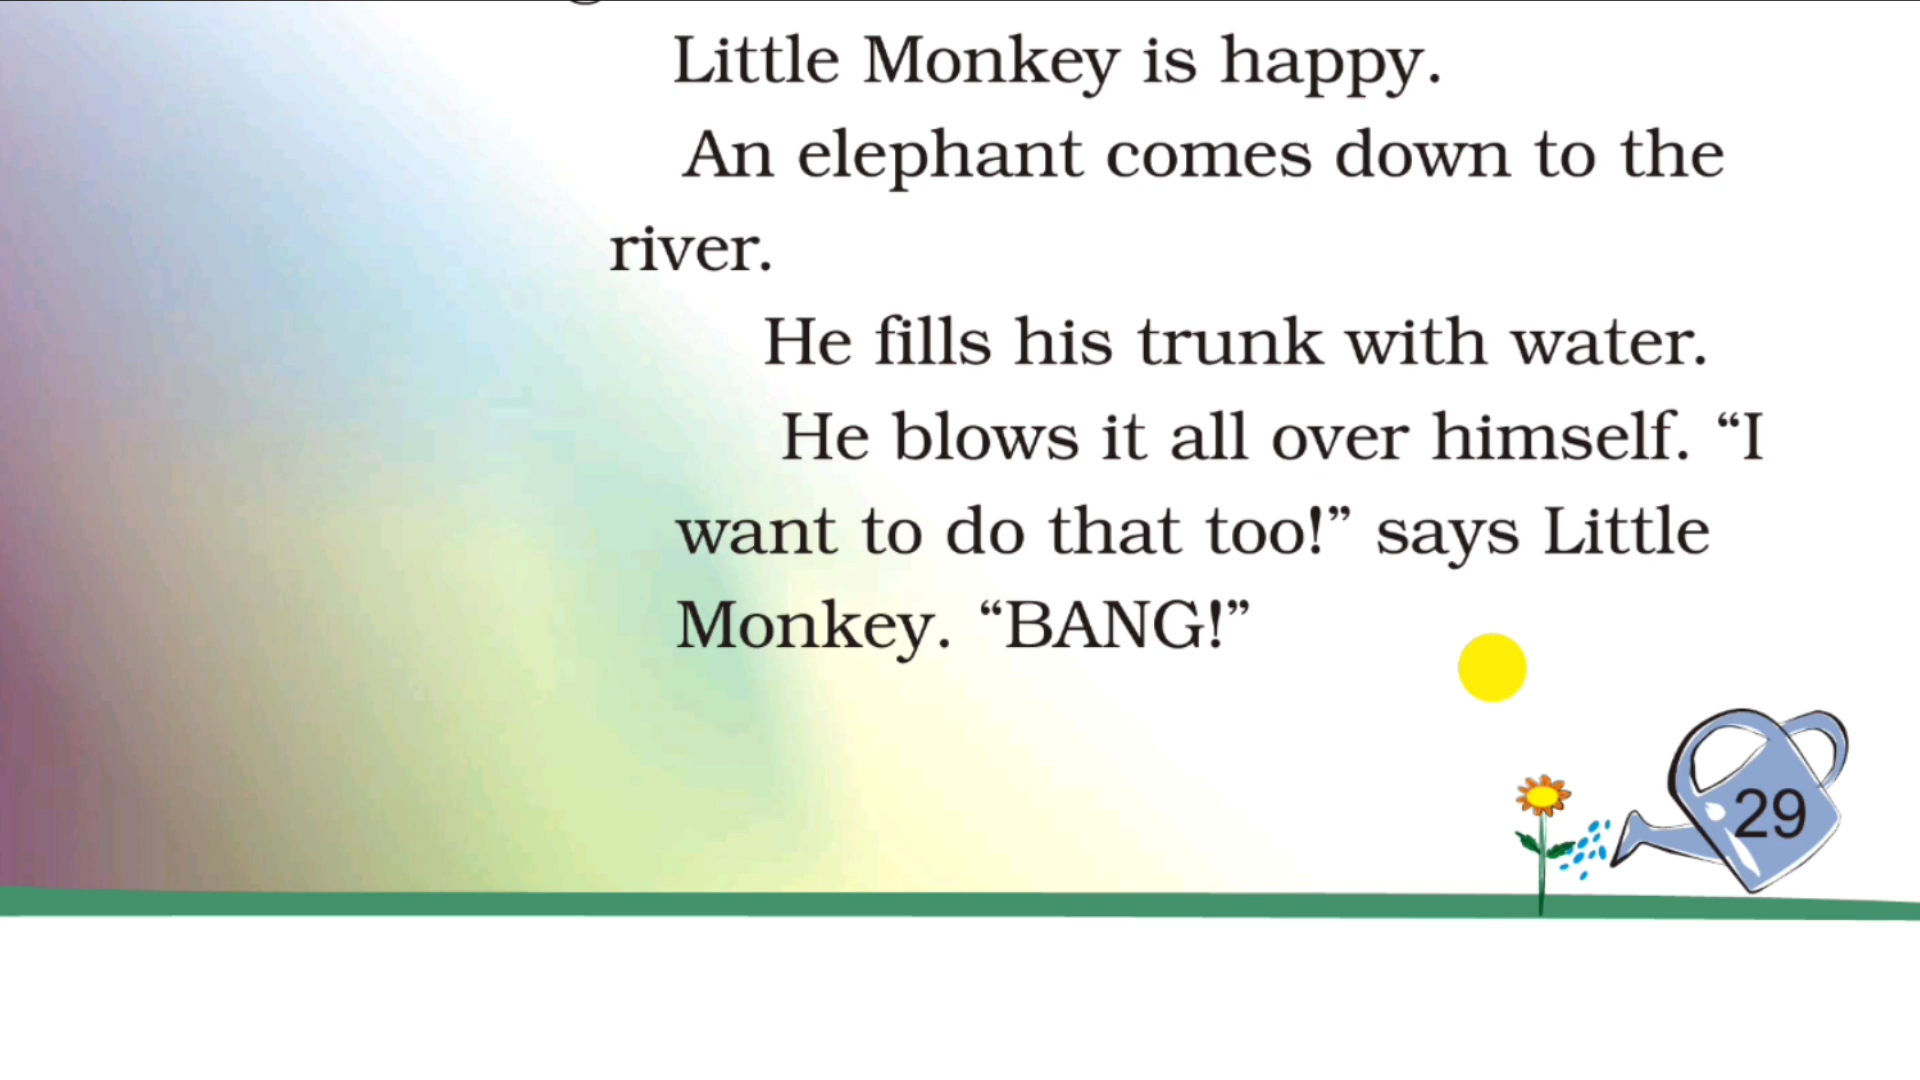 Little Monkey is happy.
An elephant comes down to the
river.
He fills his trunk with water.
He blows it all over himself. “I
want to do that too!” says Little
Monkey. “BANG!”
29